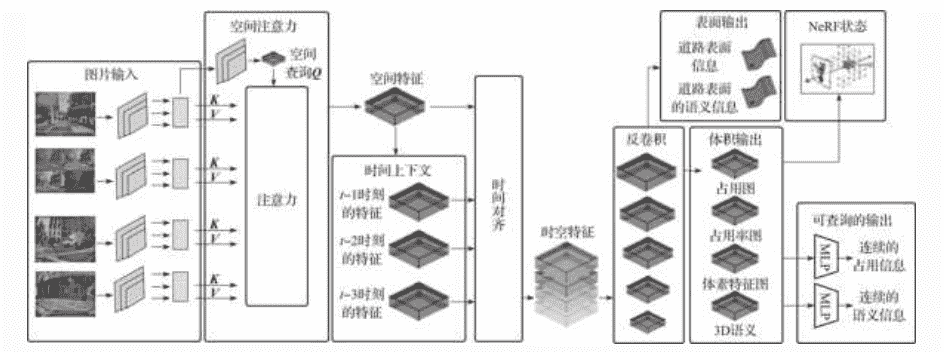 图片输入
空间注意力
空间
查询Q
K
V
K
V
K
V
K
V
注意力
空间特征
时间上下文
t-1时刻
的特征
t-2时刻
的特征
t-3时刻
的特征
时间对齐
时空特征
反卷积
表面输出
道路表面
信息
道路表面
的语义信息
NeRF状态
体积输出
占用图
占用率图
体素特征图
3D语义
可查询的输出
MLP
连续的
占用信息
MLP
连续的
语义信息